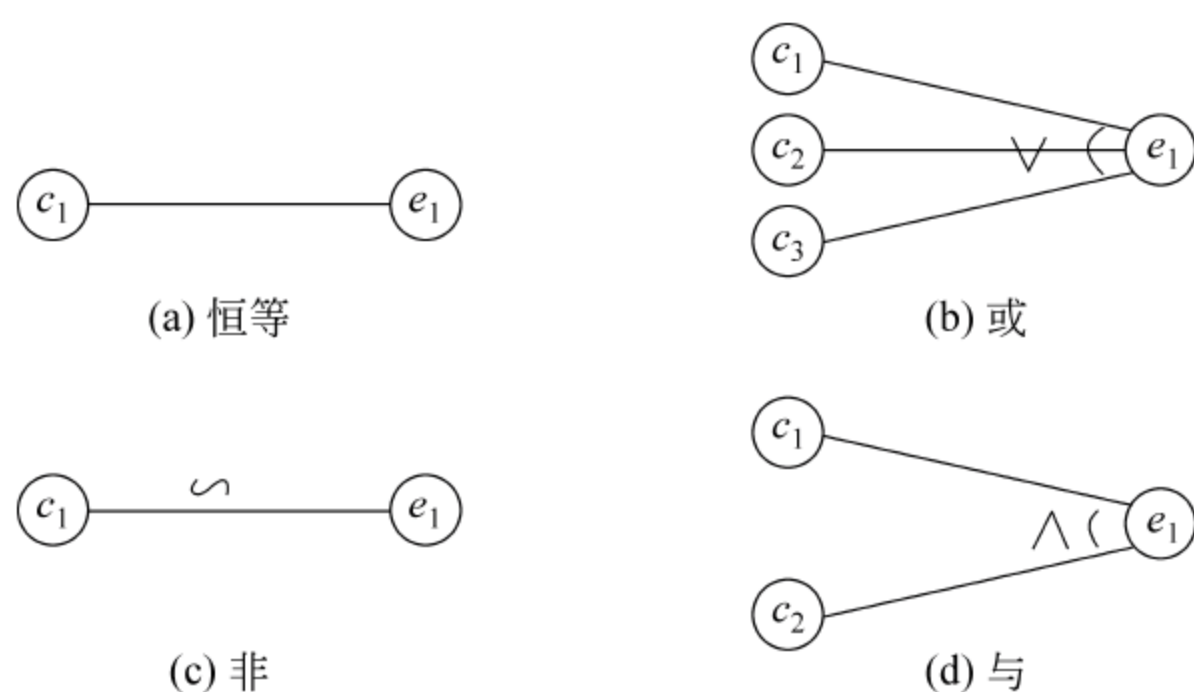 c₁ e₁
(a) 恒等
c₁
c₂ ∨ e₁
c₃
(b) 或
c₁ ∽ e₁
(c) 非
c₁
∧ e₁
c₂
(d) 与